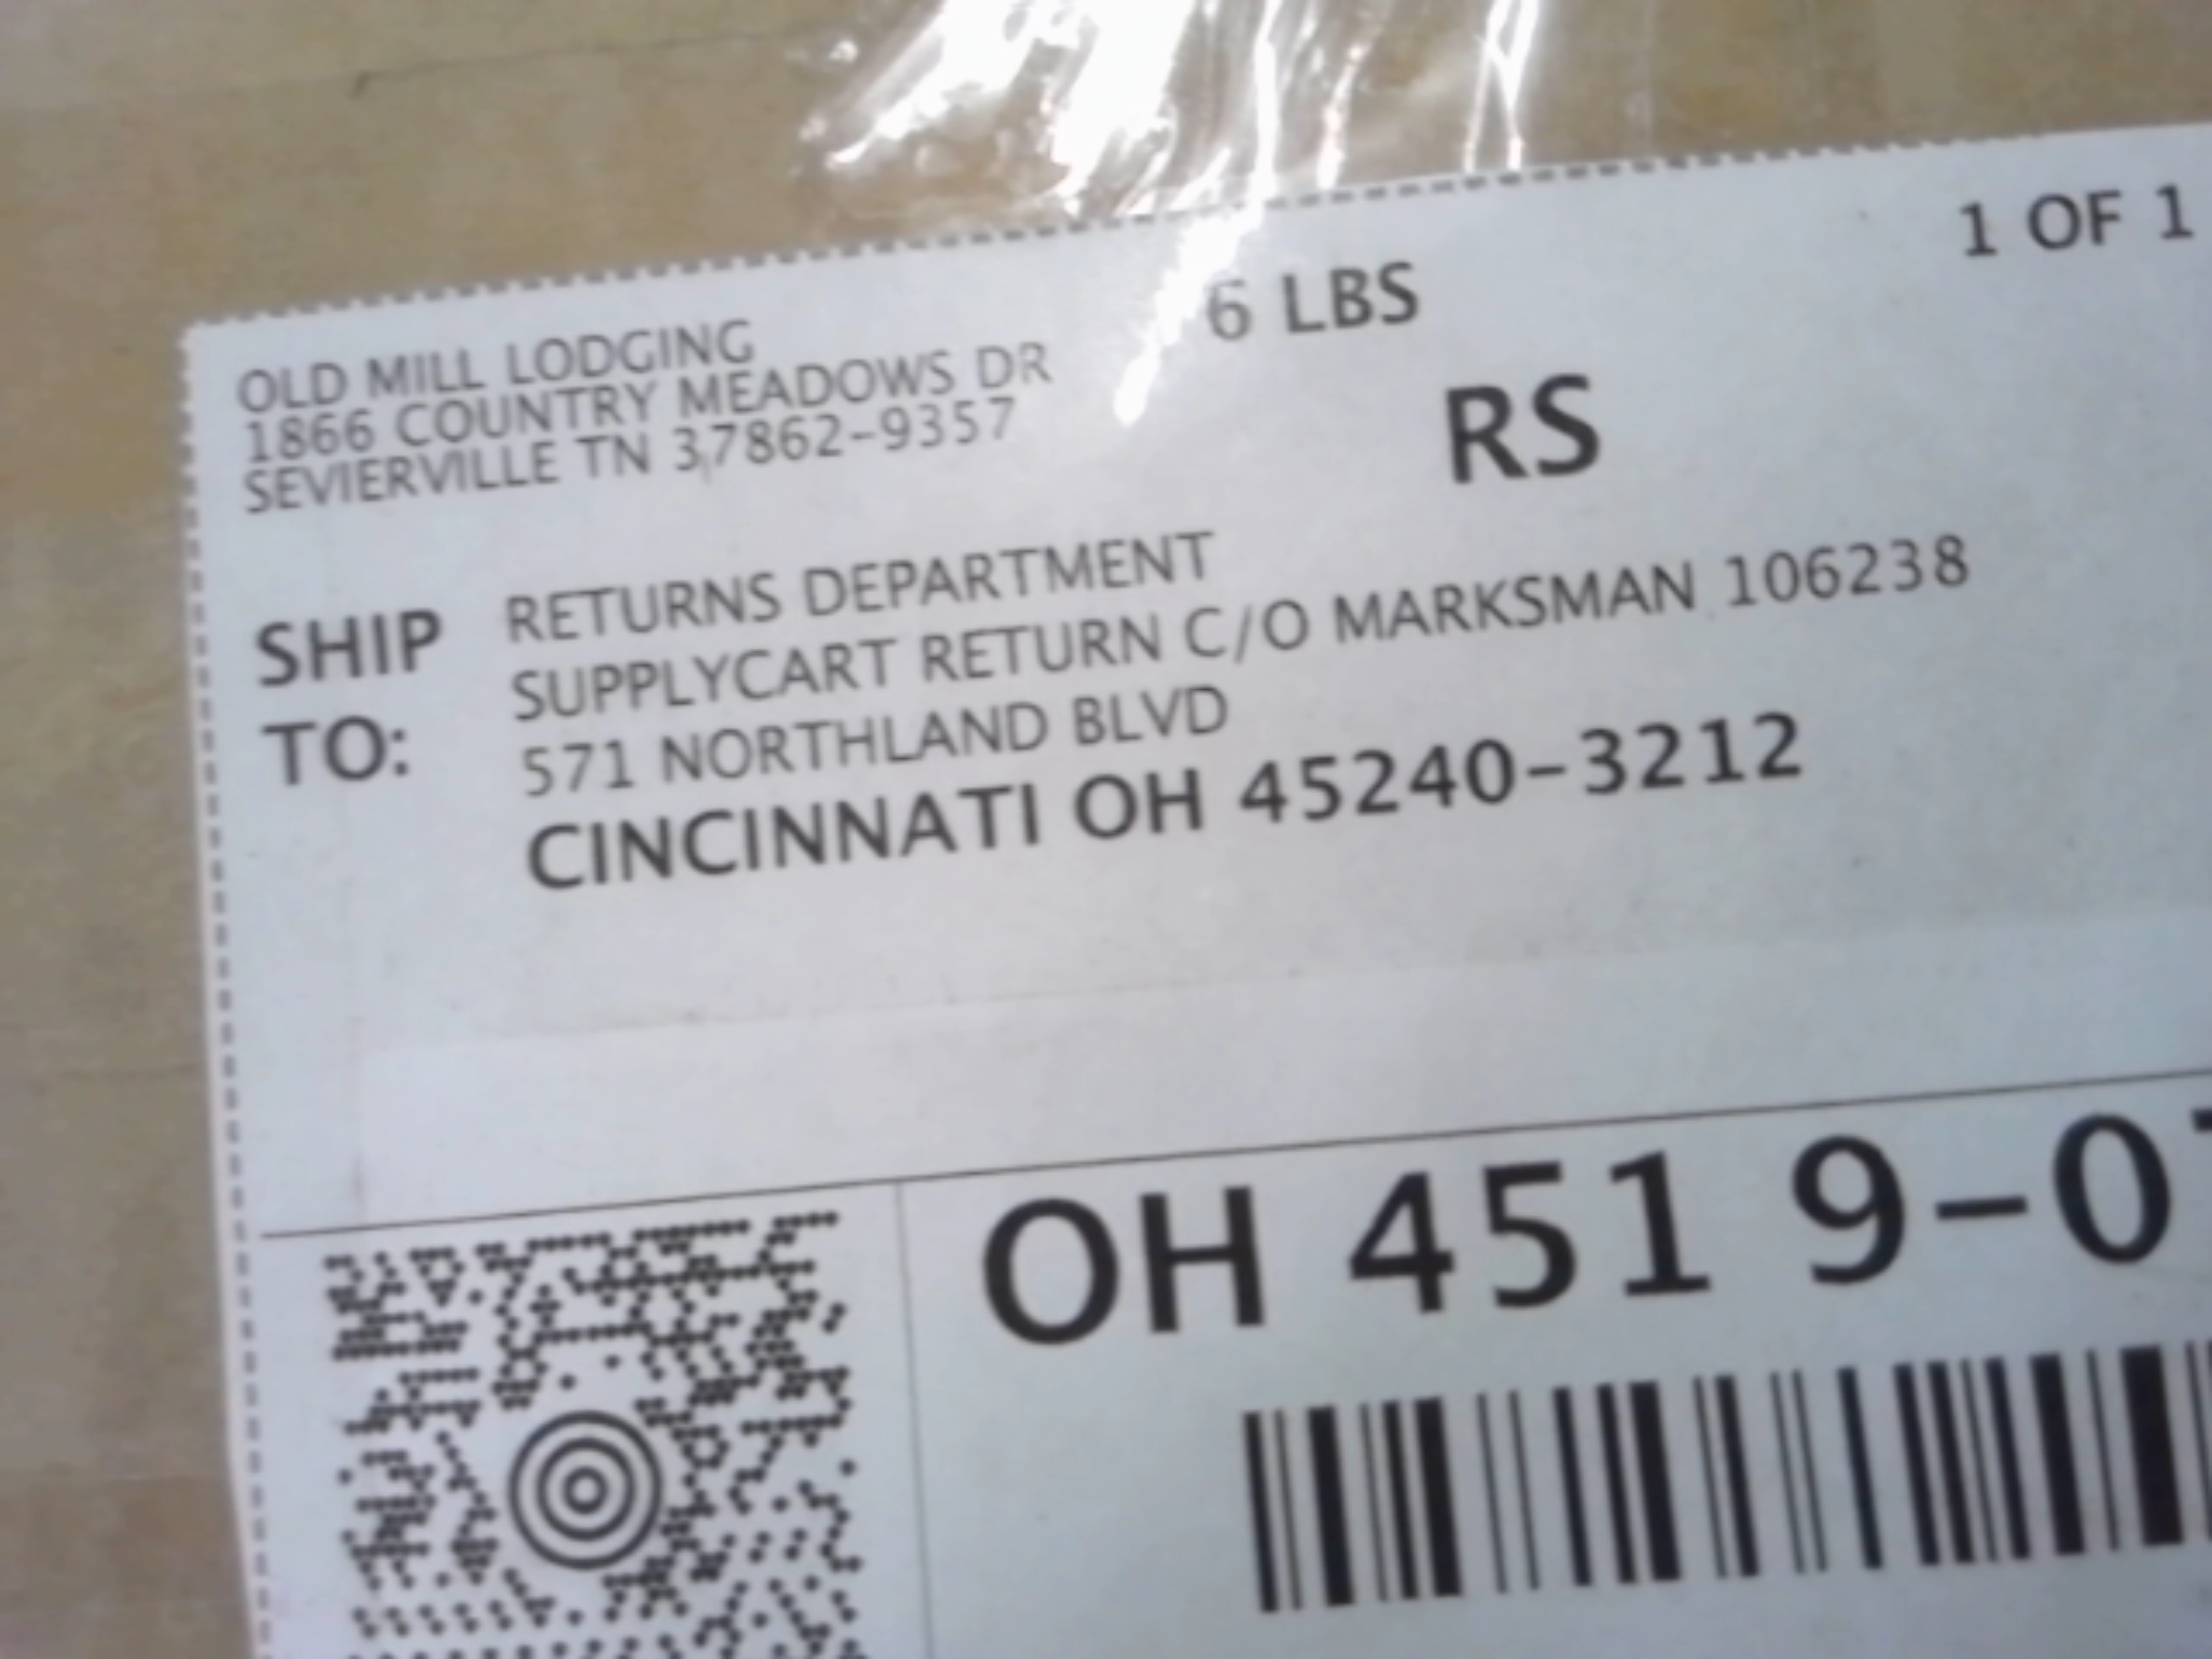 1 OF 1
6 LBS
RS
OLD MILL LODGING
1866 COUNTRY MEADOWS DR
SEVIERVILLE TN 37862-9357
SHIP
TO:
RETURNS DEPARTMENT
SUPPLYCART RETURN C/O MARKSMAN 106238
571 NORTHLAND BLVD
CINCINNATI OH 45240-3212
OH 451 9-0